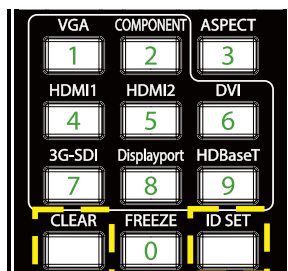 VGA COMPONENT ASPECT
1 2 3
HDMI1 HDMI2 DVI
4 5 6
3G-SDI Displayport HDBaseT
7 8 9
CLEAR FREEZE ID SET
0